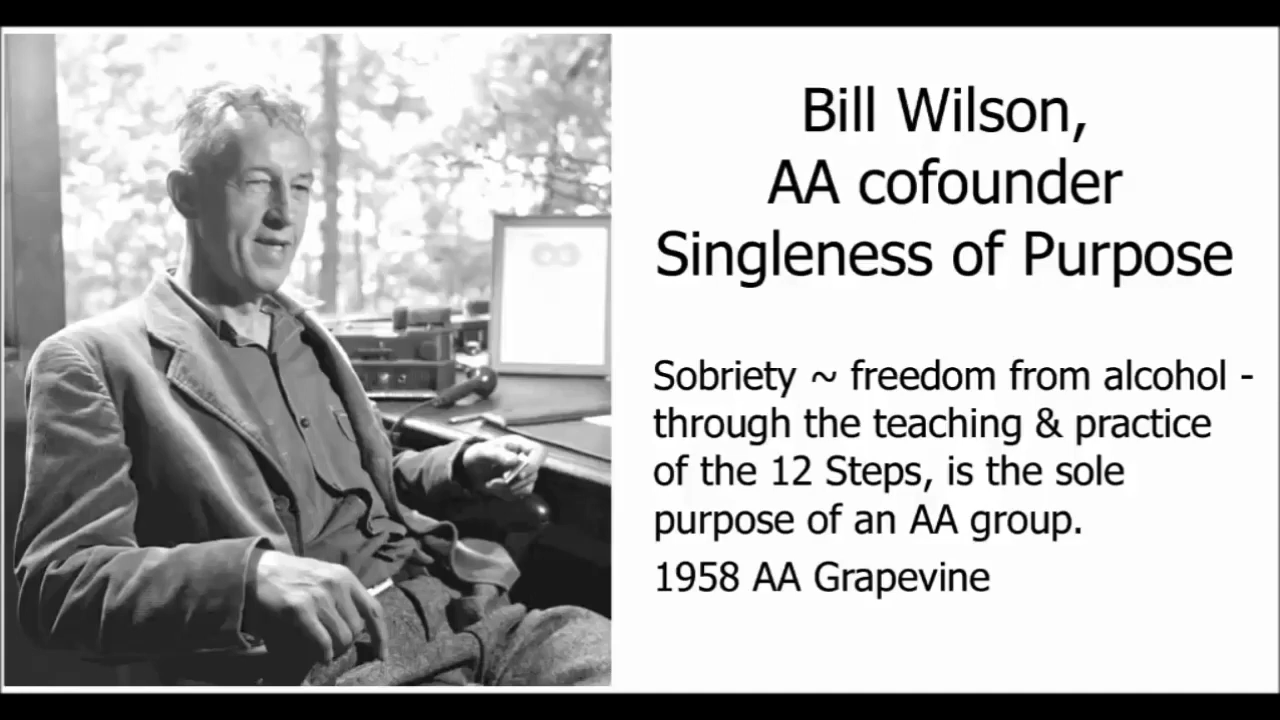 Bill Wilson,
AA cofounder
Singleness of Purpose
Sobriety ~ freedom from alcohol -
through the teaching & practice
of the 12 Steps, is the sole
purpose of an AA group.
1958 AA Grapevine